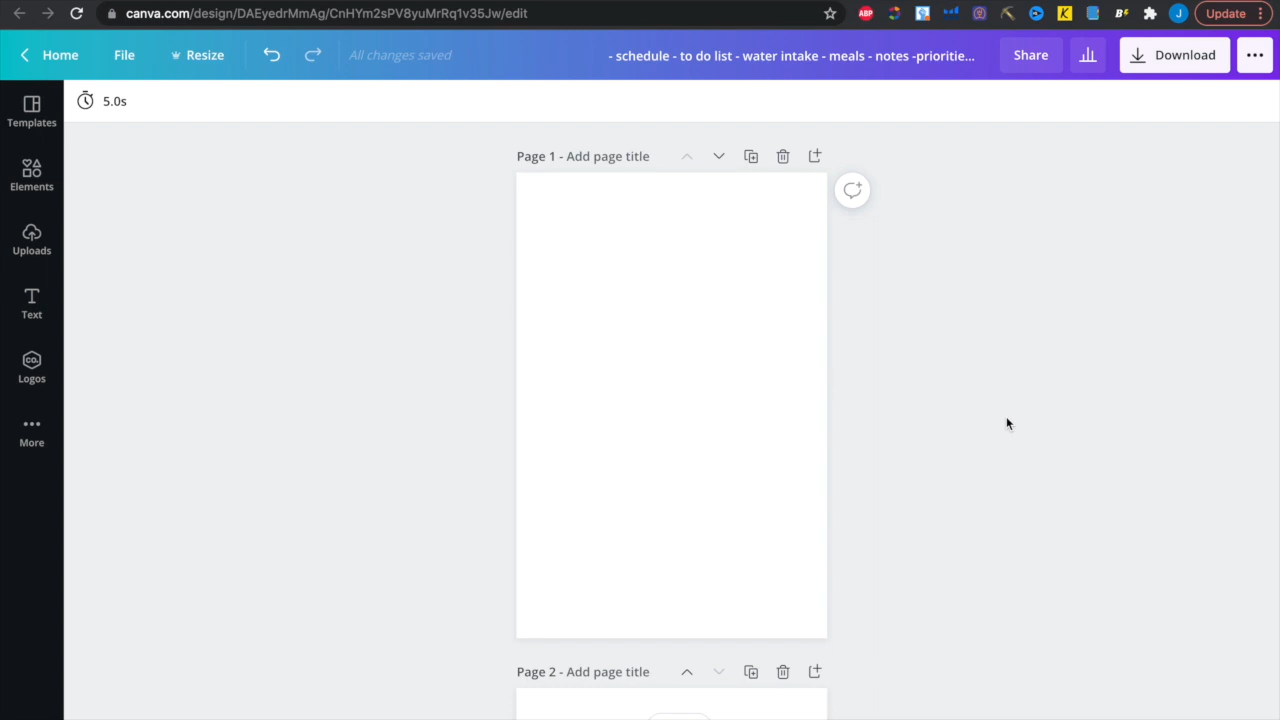 canva.com/design/DAEyedrMmAg/CnHYm2sPV8yuMrRq1v35Jw/edit
ABP
K
B
J
Update
Home
File
Resize
All changes saved
- schedule - to do list - water intake - meals - notes -prioritie...
Share
Download
5.0s
Templates
Elements
Uploads
Text
CO.
Logos
More
Page 1 - Add page title
Page 2 - Add page title